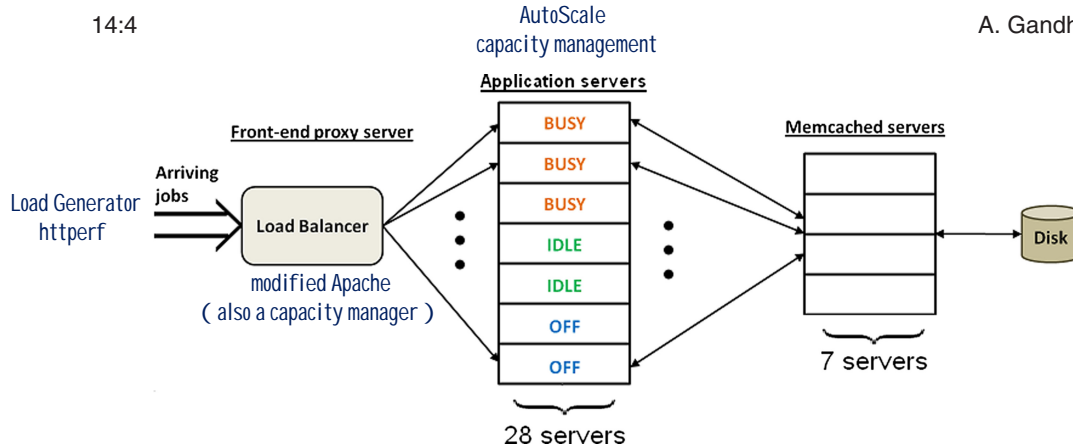 14:4
A. Gandh
AutoScale
capacity management
Application servers
Front-end proxy server
Memcached servers
Arriving
jobs
Load Generator
httperf
Load Balancer
modified Apache
( also a capacity manager )
BUSY
BUSY
BUSY
IDLE
IDLE
OFF
OFF
Disk
7 servers
28 servers